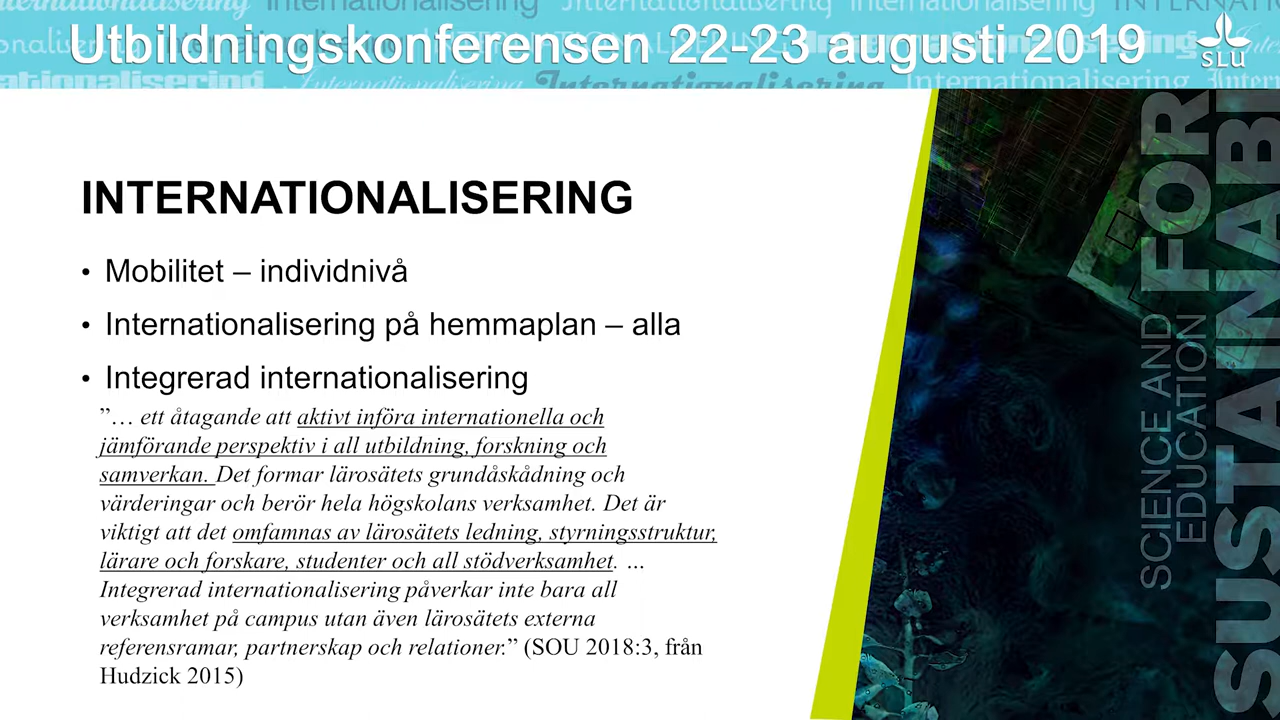 Utbildningskonferensen 22-23 augusti 2019
SLU
INTERNATIONALISERING
• Mobilitet – individnivå
• Internationalisering på hemmaplan – alla
• Integrerad internationalisering
”… ett åtagande att aktivt införa internationella och
jämförande perspektiv i all utbildning, forskning och
samverkan. Det formar lärosätets grundåskådning och
värderingar och berör hela högskolans verksamhet. Det är
viktigt att det omfamnas av lärosätets ledning, styrningsstruktur,
lärare och forskare, studenter och all stödverksamhet. …
Integrerad internationalisering påverkar inte bara all
verksamhet på campus utan även lärosätets externa
referensramar, partnerskap och relationer.” (SOU 2018:3, från
Hudzick 2015)
SCIENCE AND
EDUCATION
FOR
SUSTAINABI